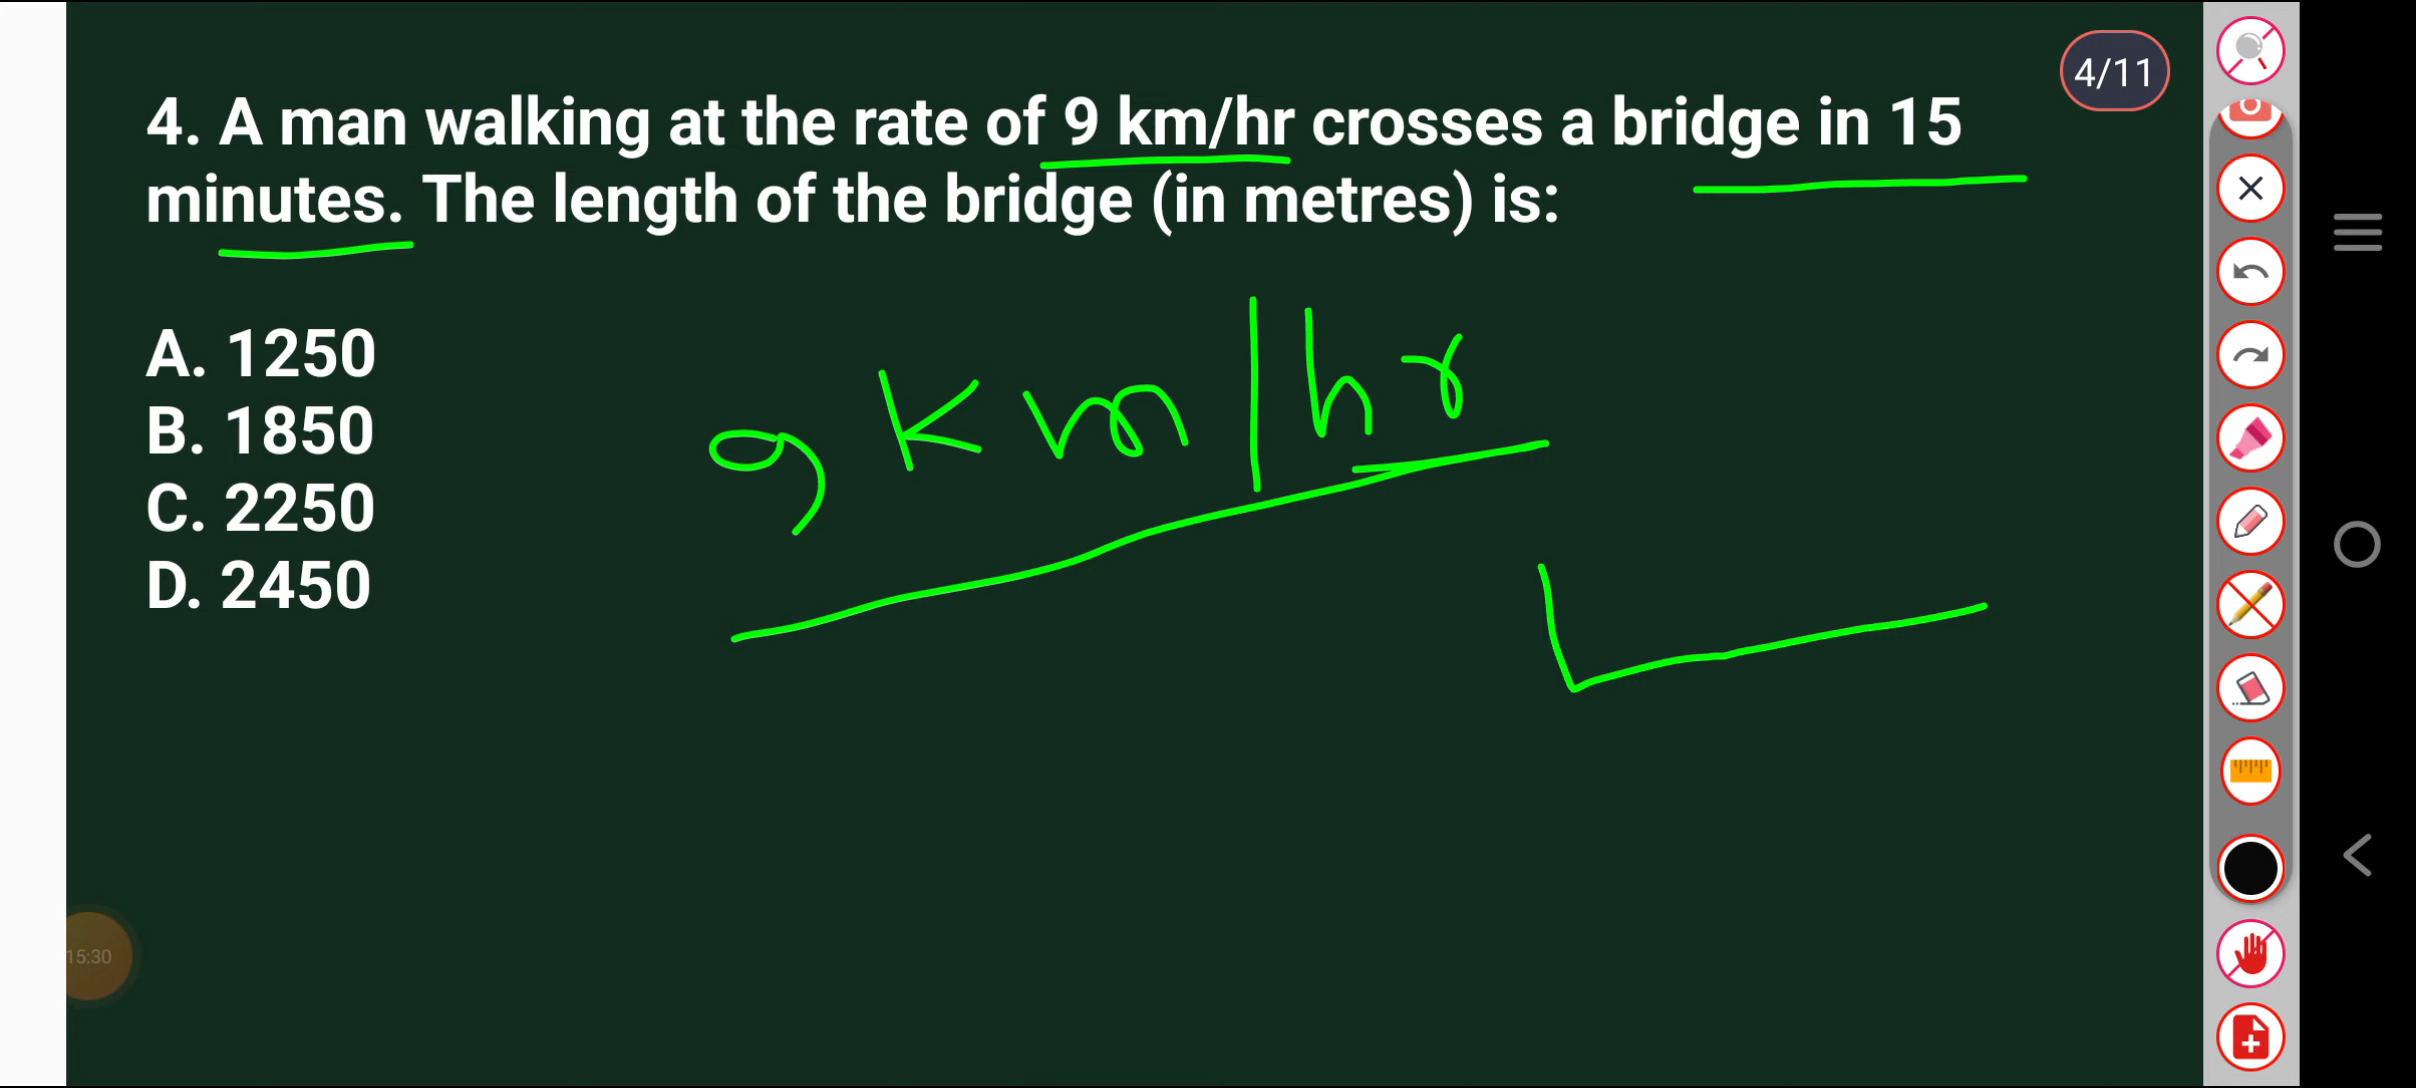 4/11
4. A man walking at the rate of 9 km/hr crosses a bridge in 15
minutes. The length of the bridge (in metres) is:
A. 1250
B. 1850
C. 2250
D. 2450
9 km/hr
15:30